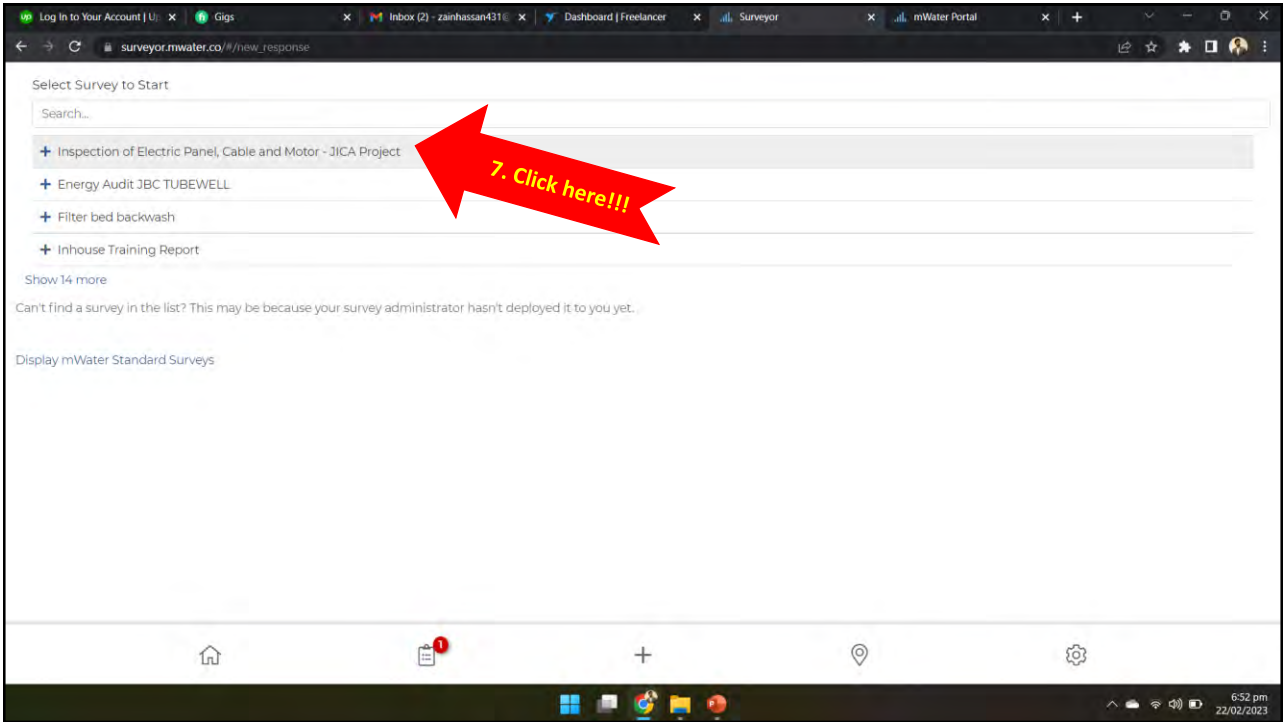 Log In to Your Account | U
Gigs
Inbox (2) - zainhassan431
Dashboard | Freelancer
Surveyor
mWater Portal
surveyor.mwater.co/#/new_response
Select Survey to Start
Search...
Inspection of Electric Panel, Cable and Motor - JICA Project
7. Click here!!!
Energy Audit JBC TUBEWELL
Filter bed backwash
Inhouse Training Report
Show 14 more
Can't find a survey in the list? This may be because your survey administrator hasn't deployed it to you yet.
Display mWater Standard Surveys
1
6:52 pm
22/02/2023